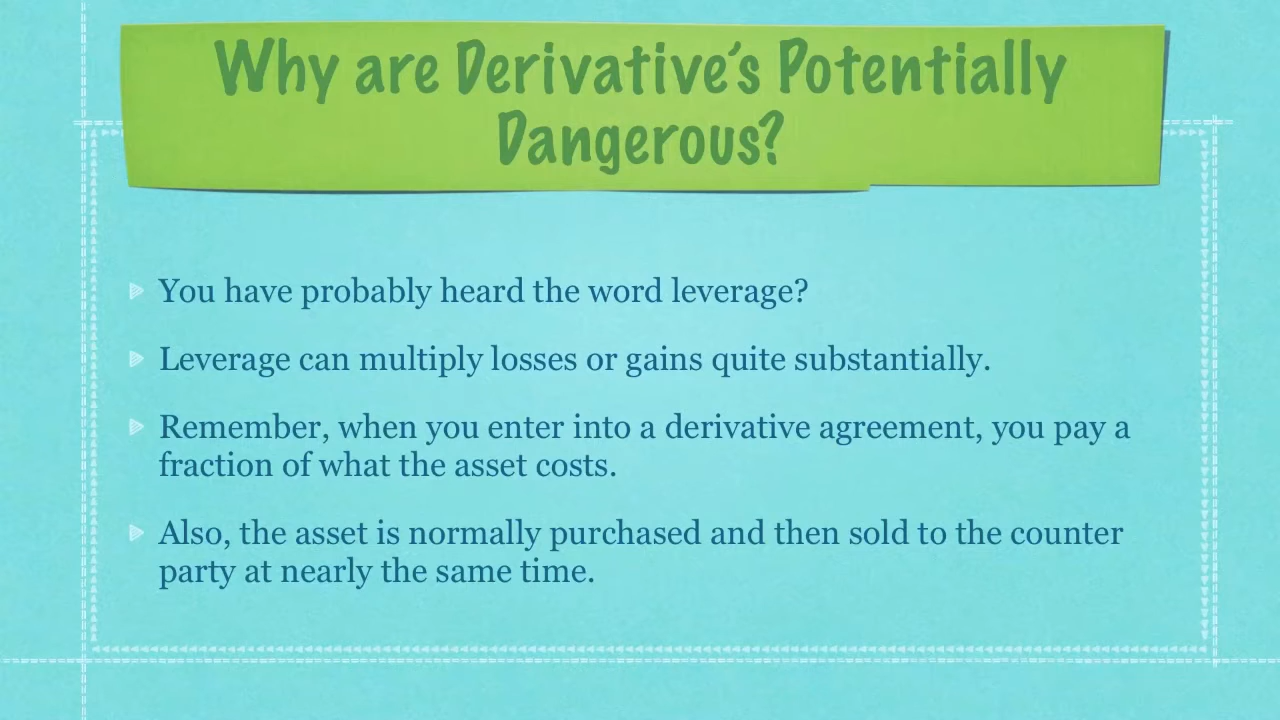 Why are Derivative’s Potentially
Dangerous?
You have probably heard the word leverage?
Leverage can multiply losses or gains quite substantially.
Remember, when you enter into a derivative agreement, you pay a
fraction of what the asset costs.
Also, the asset is normally purchased and then sold to the counter
party at nearly the same time.